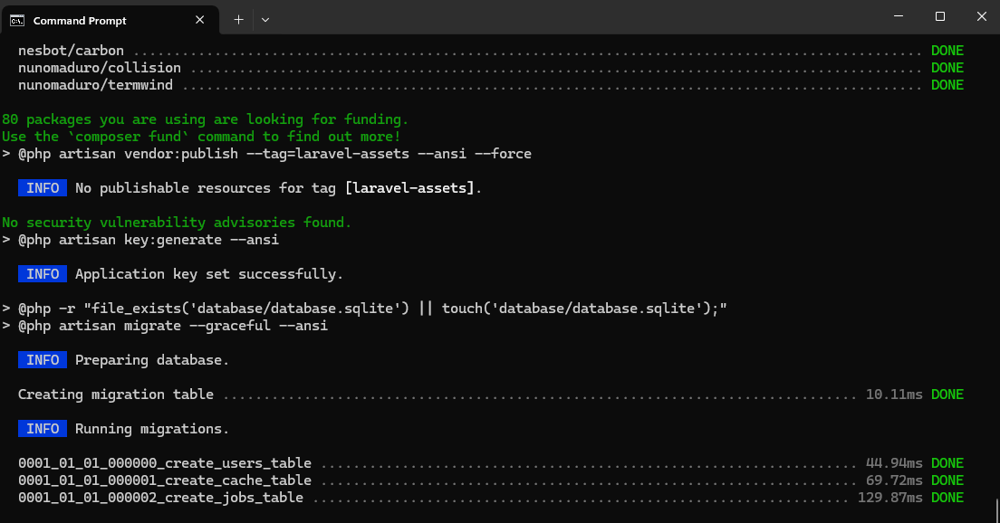 Command Prompt
nesbot/carbon ................................................................................................. DONE
nunomaduro/collision .......................................................................................... DONE
nunomaduro/termwind ........................................................................................... DONE
80 packages you are using are looking for funding.
Use the `composer fund` command to find out more!
> @php artisan vendor:publish --tag=laravel-assets --ansi --force
INFO No publishable resources for tag [laravel-assets].
No security vulnerability advisories found.
> @php artisan key:generate --ansi
INFO Application key set successfully.
> @php -r "file_exists('database/database.sqlite') || touch('database/database.sqlite');"
> @php artisan migrate --graceful --ansi
INFO Preparing database.
Creating migration table .............................................................................. 10.11ms DONE
INFO Running migrations.
0001_01_01_000000_create_users_table .................................................................. 44.94ms DONE
0001_01_01_000001_create_cache_table .................................................................. 69.72ms DONE
0001_01_01_000002_create_jobs_table .................................................................. 129.87ms DONE